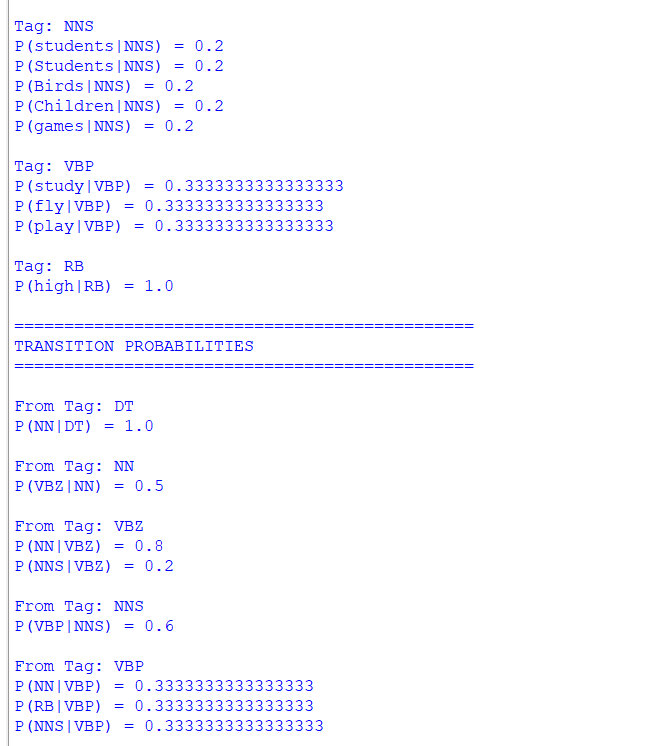 Tag: NNS
P(students|NNS) = 0.2
P(Students|NNS) = 0.2
P(Birds|NNS) = 0.2
P(Children|NNS) = 0.2
P(games|NNS) = 0.2
Tag: VBP
P(study|VBP) = 0.3333333333333333
P(fly|VBP) = 0.3333333333333333
P(play|VBP) = 0.3333333333333333
Tag: RB
P(high|RB) = 1.0
==============================================
TRANSITION PROBABILITIES
==============================================
From Tag: DT
P(NN|DT) = 1.0
From Tag: NN
P(VBZ|NN) = 0.5
From Tag: VBZ
P(NN|VBZ) = 0.8
P(NNS|VBZ) = 0.2
From Tag: NNS
P(VBP|NNS) = 0.6
From Tag: VBP
P(NN|VBP) = 0.3333333333333333
P(RB|VBP) = 0.3333333333333333
P(NNS|VBP) = 0.3333333333333333